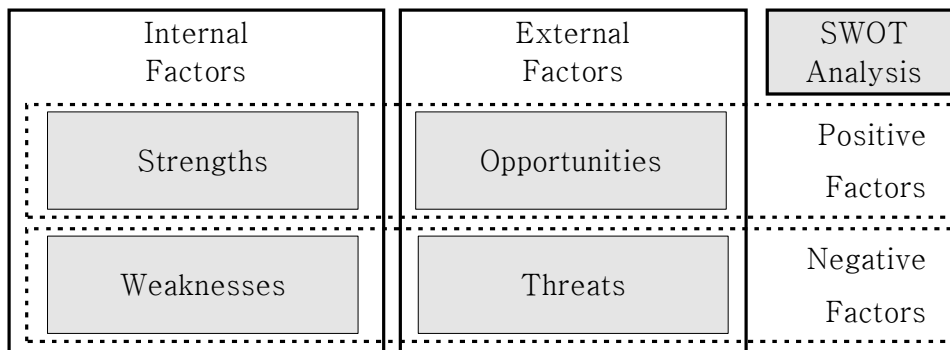 Internal
Factors
External
Factors
SWOT
Analysis
Strengths
Opportunities
Positive
Factors
Weaknesses
Threats
Negative
Factors